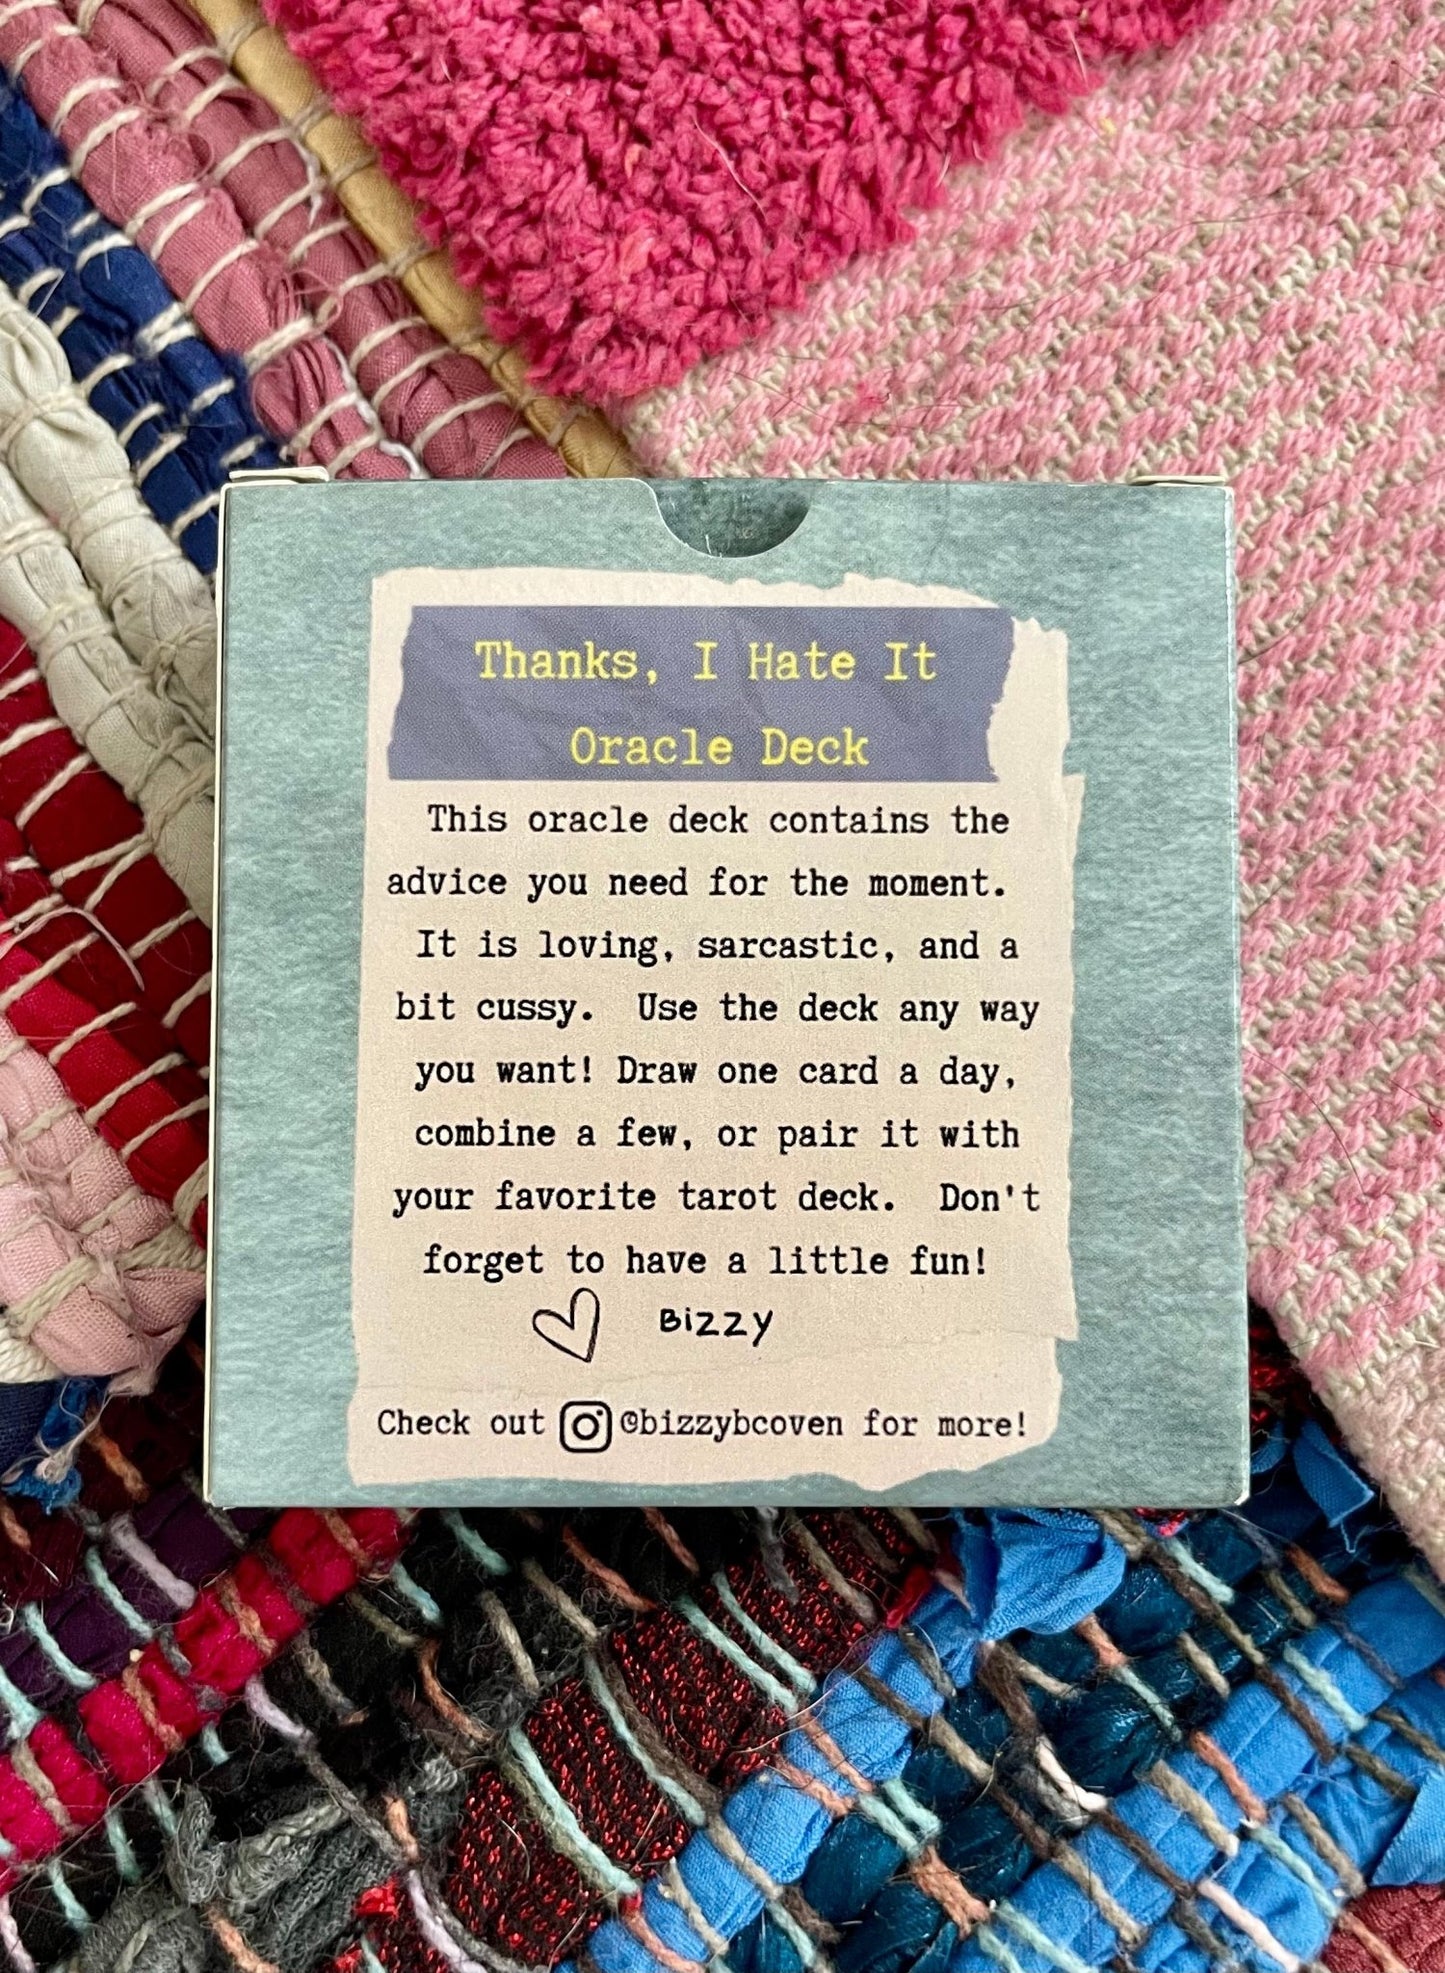 Thanks, I Hate It
Oracle Deck
This oracle deck contains the
advice you need for the moment.
It is loving, sarcastic, and a
bit cussy. Use the deck any way
you want! Draw one card a day,
combine a few, or pair it with
your favorite tarot deck. Don't
forget to have a little fun!
Bizzy
Check out @bizzybcoven for more!